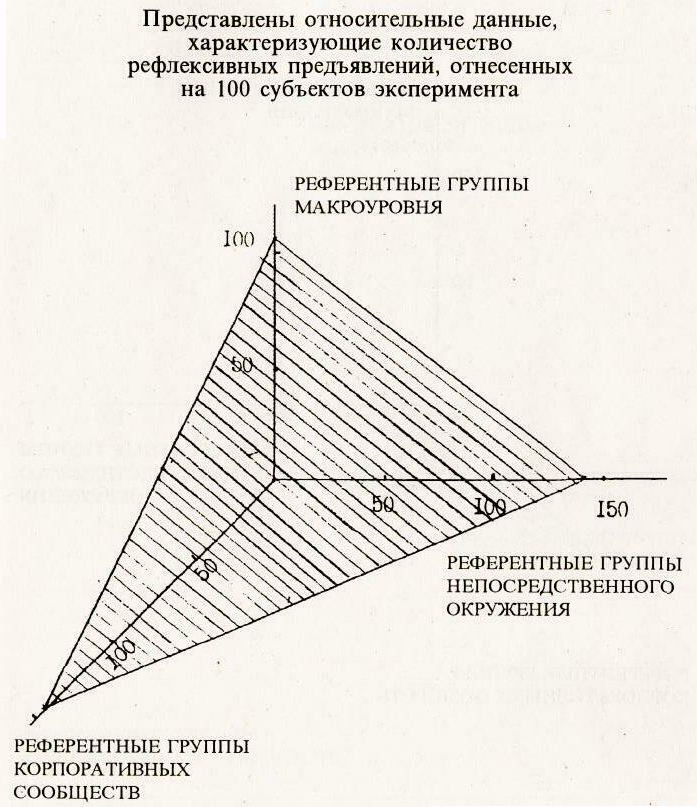 Представлены относительные данные,
характеризующие количество
рефлексивных предъявлений, отнесенных
на 100 субъектов эксперимента
РЕФЕРЕНТНЫЕ ГРУППЫ
МАКРОУРОВНЯ
100
50
50
100
150
50
100
РЕФЕРЕНТНЫЕ ГРУППЫ
НЕПОСРЕДСТВЕННОГО
ОКРУЖЕНИЯ
РЕФЕРЕНТНЫЕ ГРУППЫ
КОРПОРАТИВНЫХ
СООБЩЕСТВ